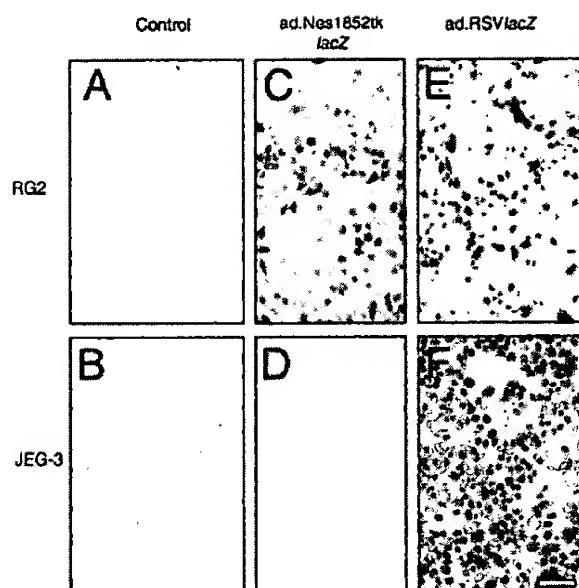 Control
ad.Nes1852tk
lacZ
ad.RSVlacZ
A
C
E
RG2
B
D
F
JEG-3